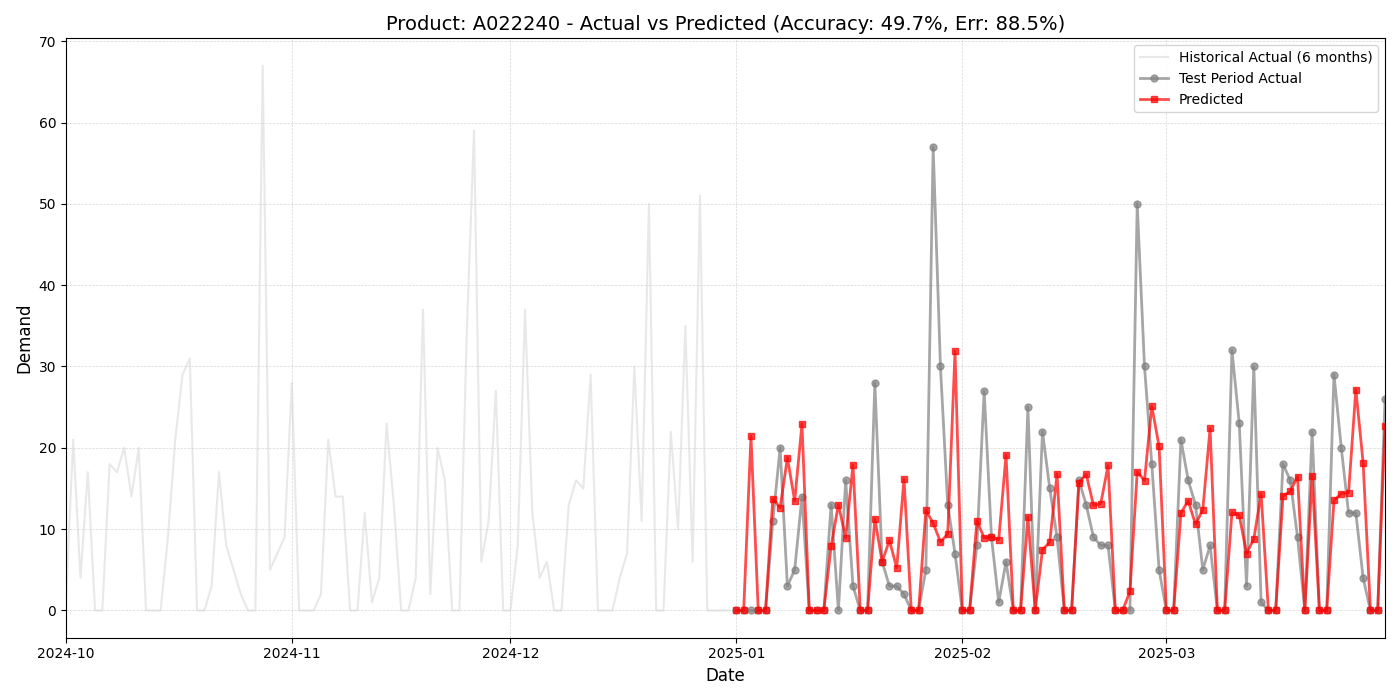 Product: A022240 - Actual vs Predicted (Accuracy: 49.7%, Err: 88.5%)
Historical Actual (6 months)
Test Period Actual
Predicted
Demand
70
60
50
40
30
20
10
0
2024-10
2024-11
2024-12
2025-01
2025-02
2025-03
Date